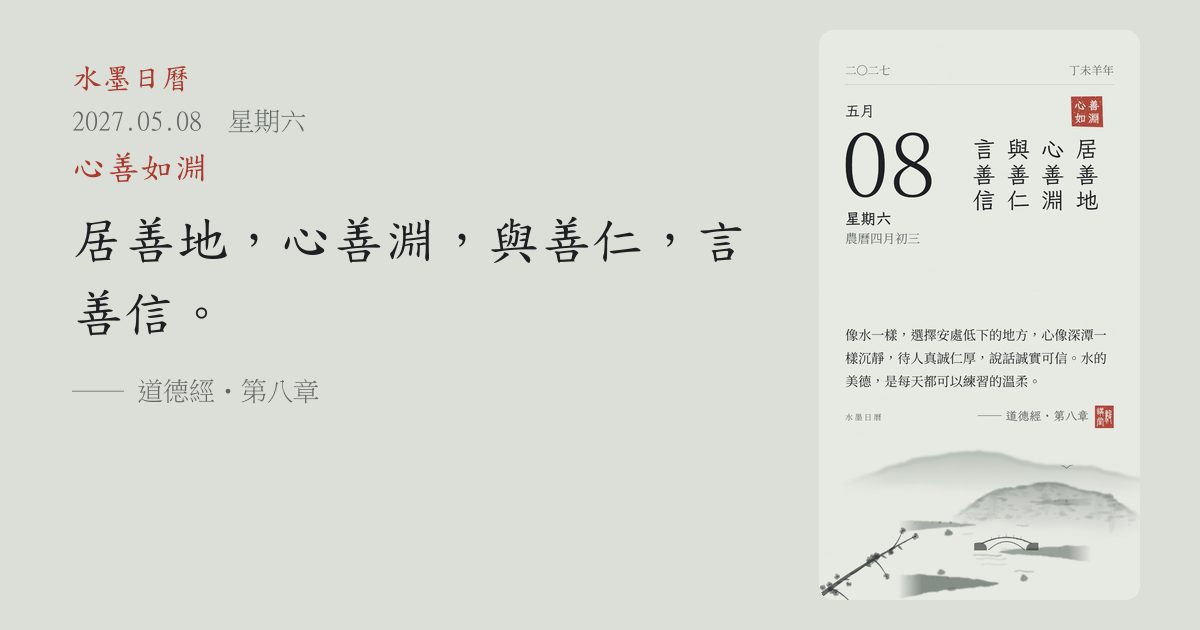 水墨日曆
2027.05.08 星期六
心善如淵
居善地，心善淵，與善仁，言
善信。
—— 道德經・第八章
二〇二七
丁未羊年
五月
08
星期六
農曆四月初三
心善
如淵
居善地
心善淵
與善仁
言善信
像水一樣，選擇安處低下的地方，心像深潭一
樣沉靜，待人真誠仁厚，說話誠實可信。水的
美德，是每天都可以練習的溫柔。
水墨日曆
—— 道德經・第八章